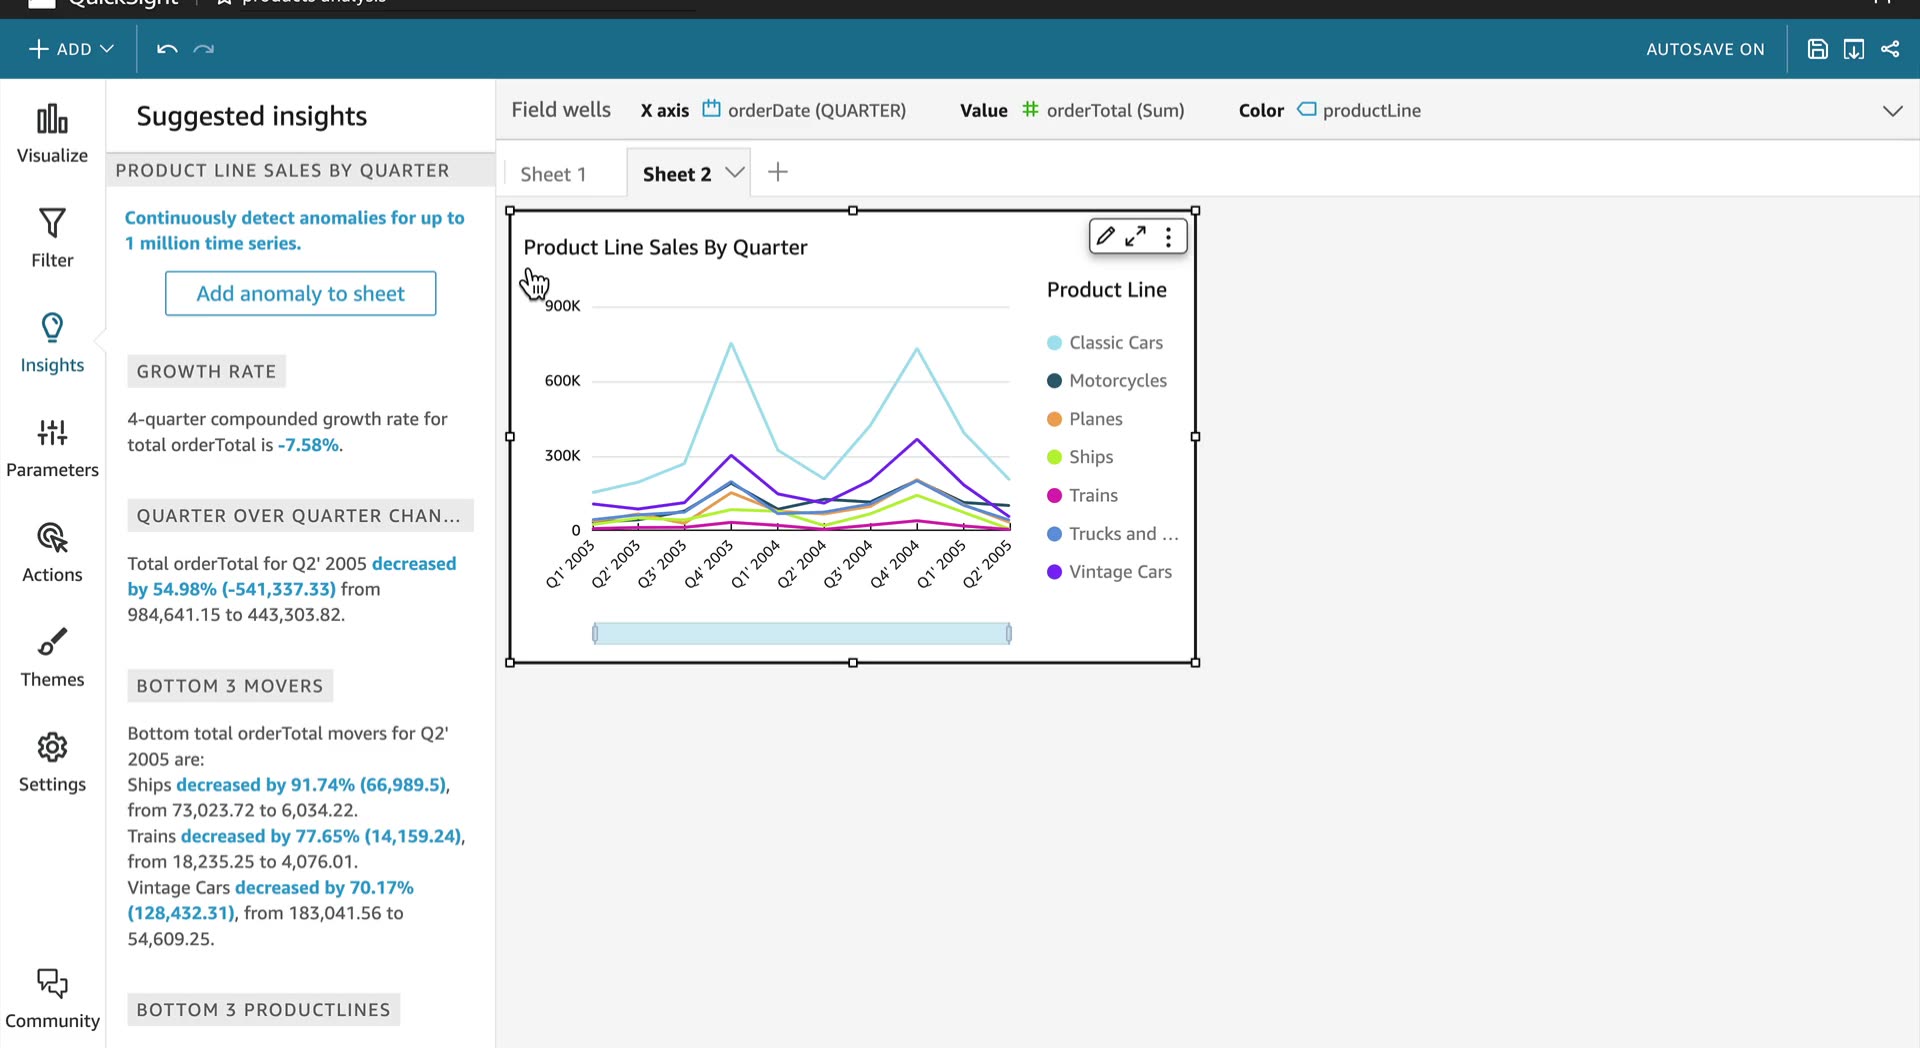 QuickSight
products analysis
ADD
AUTOSAVE ON
Visualize
Filter
Insights
Parameters
Actions
Themes
Settings
Community
Suggested insights
PRODUCT LINE SALES BY QUARTER
Continuously detect anomalies for up to
1 million time series.
Add anomaly to sheet
GROWTH RATE
4-quarter compounded growth rate for
total orderTotal is -7.58%.
QUARTER OVER QUARTER CHAN...
Total orderTotal for Q2' 2005 decreased
by 54.98% (-541,337.33) from
984,641.15 to 443,303.82.
BOTTOM 3 MOVERS
Bottom total orderTotal movers for Q2'
2005 are:
Ships decreased by 91.74% (66,989.5),
from 73,023.72 to 6,034.22.
Trains decreased by 77.65% (14,159.24),
from 18,235.25 to 4,076.01.
Vintage Cars decreased by 70.17%
(128,432.31), from 183,041.56 to
54,609.25.
BOTTOM 3 PRODUCTLINES
Field wells X axis orderDate (QUARTER) Value orderTotal (Sum) Color productLine
Sheet 1 Sheet 2
Product Line Sales By Quarter
900K
600K
300K
0
Q1' 2003 Q2' 2003 Q3' 2003 Q4' 2003 Q1' 2004 Q2' 2004 Q3' 2004 Q4' 2004 Q1' 2005 Q2' 2005
Product Line
Classic Cars
Motorcycles
Planes
Ships
Trains
Trucks and ...
Vintage Cars